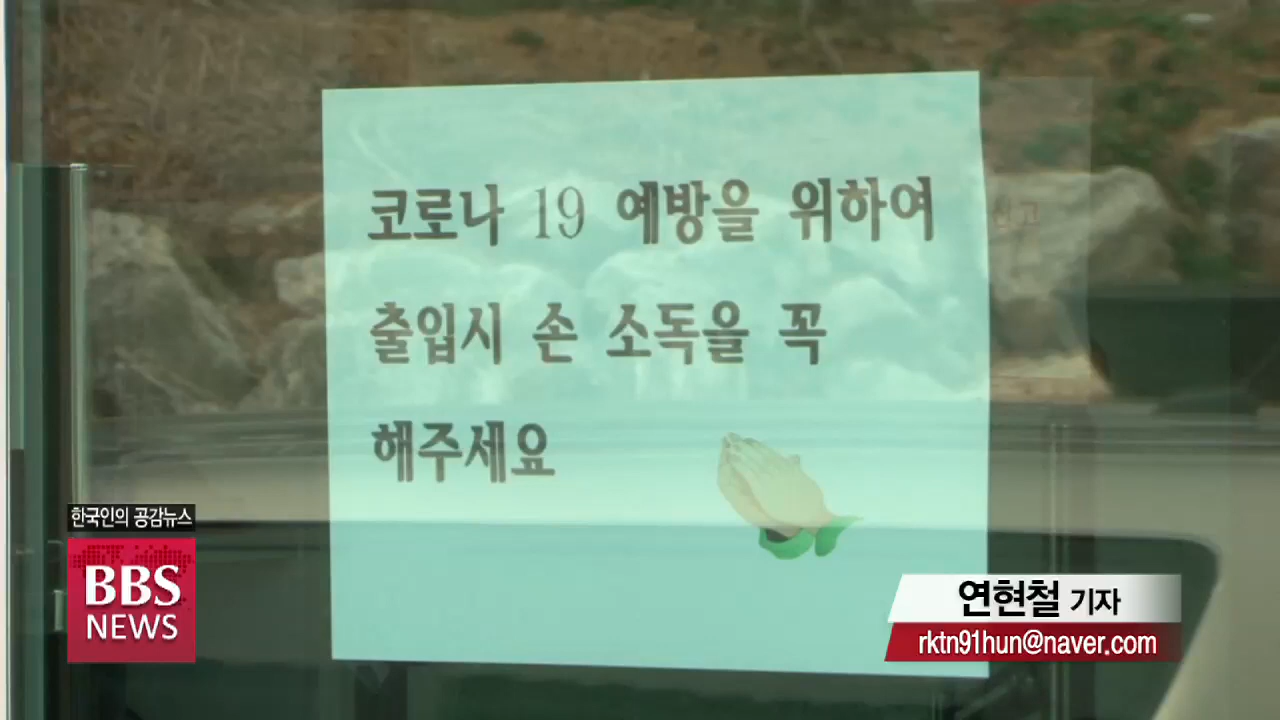 코로나 19 예방을 위하여
출입시 손 소독을 꼭
해주세요
한국인의 공감뉴스
BBS
NEWS
연현철 기자
rktn91hun@naver.com